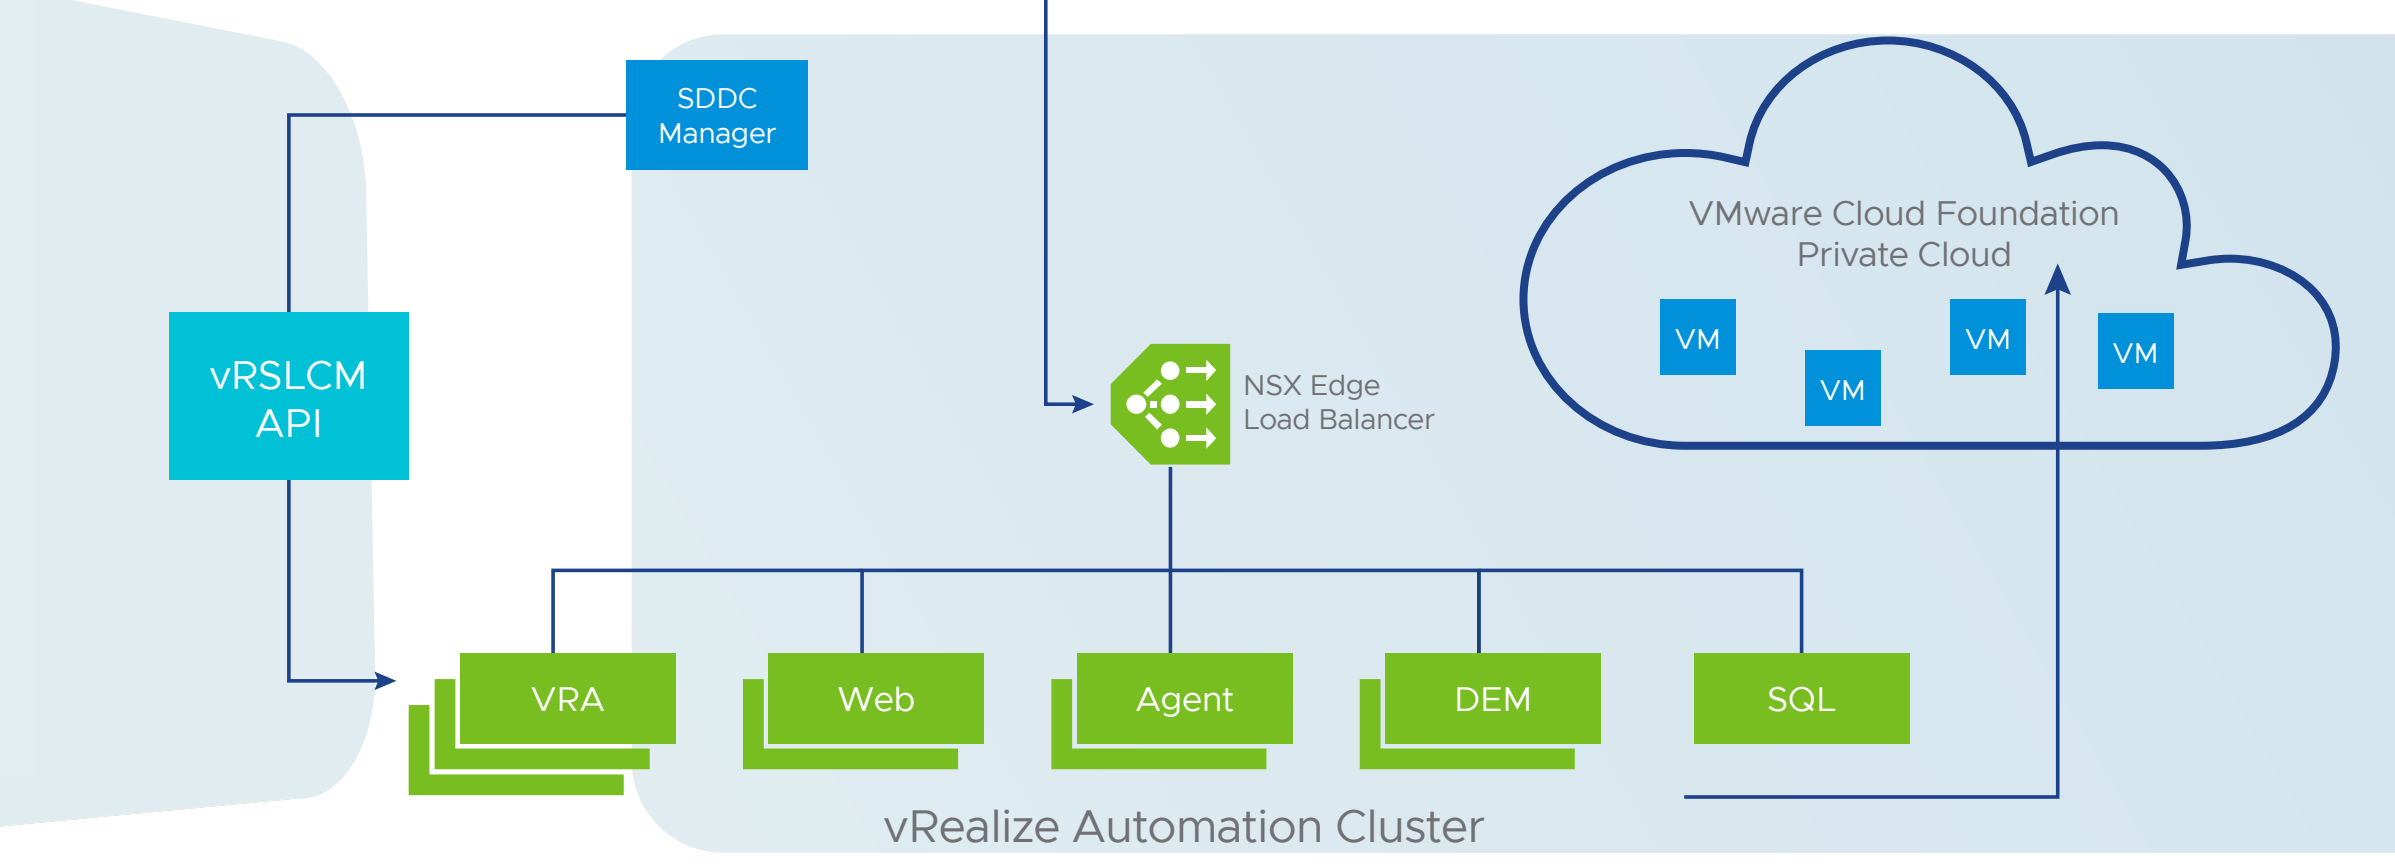 SDDC
Manager
VMware Cloud Foundation
Private Cloud
VM
VM
VM
VM
vRSLCM
API
NSX Edge
Load Balancer
VRA
Web
Agent
DEM
SQL
vRealize Automation Cluster